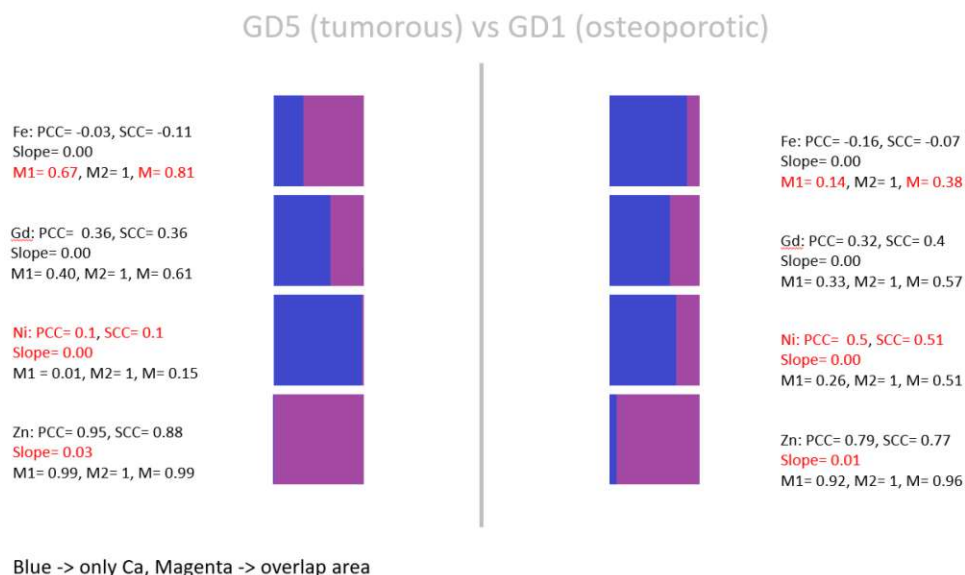 GD5 (tumorous) vs GD1 (osteoporotic)
Fe: PCC= -0.03, SCC= -0.11
Slope= 0.00
M1= 0.67, M2= 1, M= 0.81
Gd: PCC=  0.36, SCC= 0.36
Slope= 0.00
M1= 0.40, M2= 1, M= 0.61
Ni: PCC= 0.1, SCC= 0.1
Slope= 0.00
M1 = 0.01, M2= 1, M= 0.15
Zn: PCC= 0.95, SCC= 0.88
Slope= 0.03
M1= 0.99, M2= 1, M= 0.99
Fe: PCC= -0.16, SCC= -0.07
Slope= 0.00
M1= 0.14, M2= 1, M= 0.38
Gd: PCC= 0.32, SCC= 0.4
Slope= 0.00
M1= 0.33, M2= 1, M= 0.57
Ni: PCC=  0.5, SCC= 0.51
Slope= 0.00
M1= 0.26, M2= 1, M= 0.51
Zn: PCC= 0.79, SCC= 0.77
Slope= 0.01
M1= 0.92, M2= 1, M= 0.96
Blue -> only Ca, Magenta -> overlap area